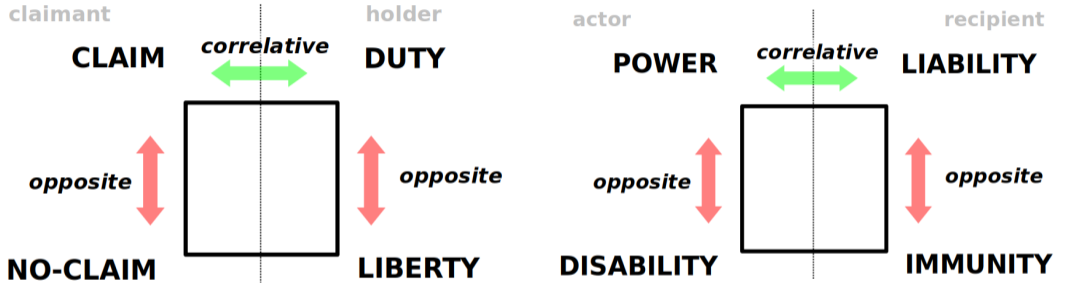 claimant
holder
CLAIM
correlative
DUTY
opposite
opposite
NO-CLAIM
LIBERTY
actor
recipient
POWER
correlative
LIABILITY
opposite
opposite
DISABILITY
IMMUNITY